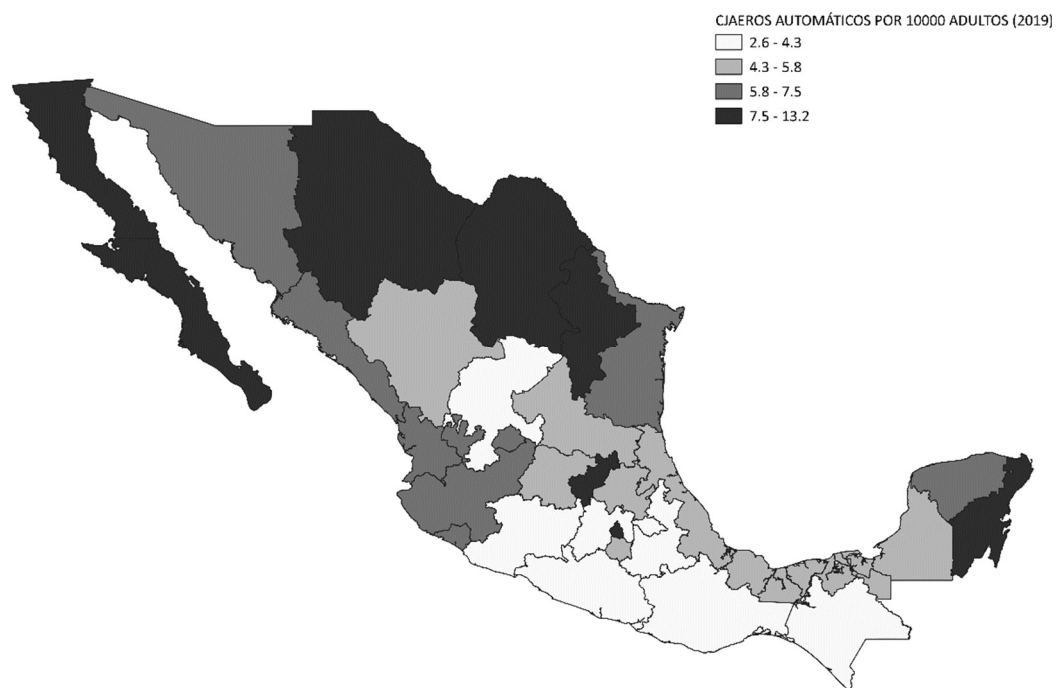 CJAEROS AUTOMÁTICOS POR 10000 ADULTOS (2019)
2.6 - 4.3
4.3 - 5.8
5.8 - 7.5
7.5 - 13.2